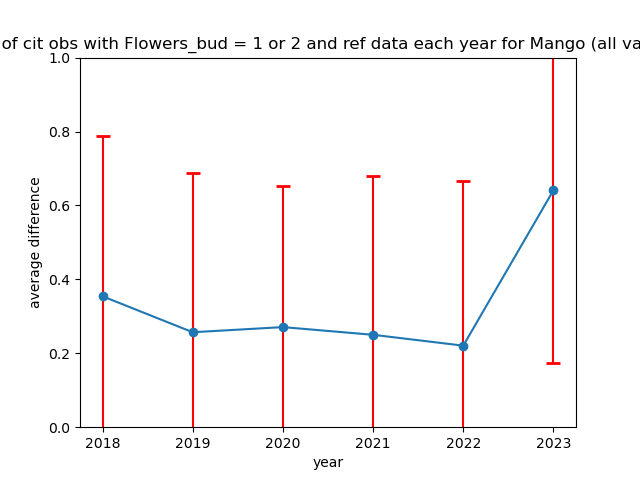 of cit obs with Flowers_bud = 1 or 2 and ref data each year for Mango (all va
1.0
0.8
0.6
0.4
0.2
0.0
average difference
2018 2019 2020 2021 2022 2023
year